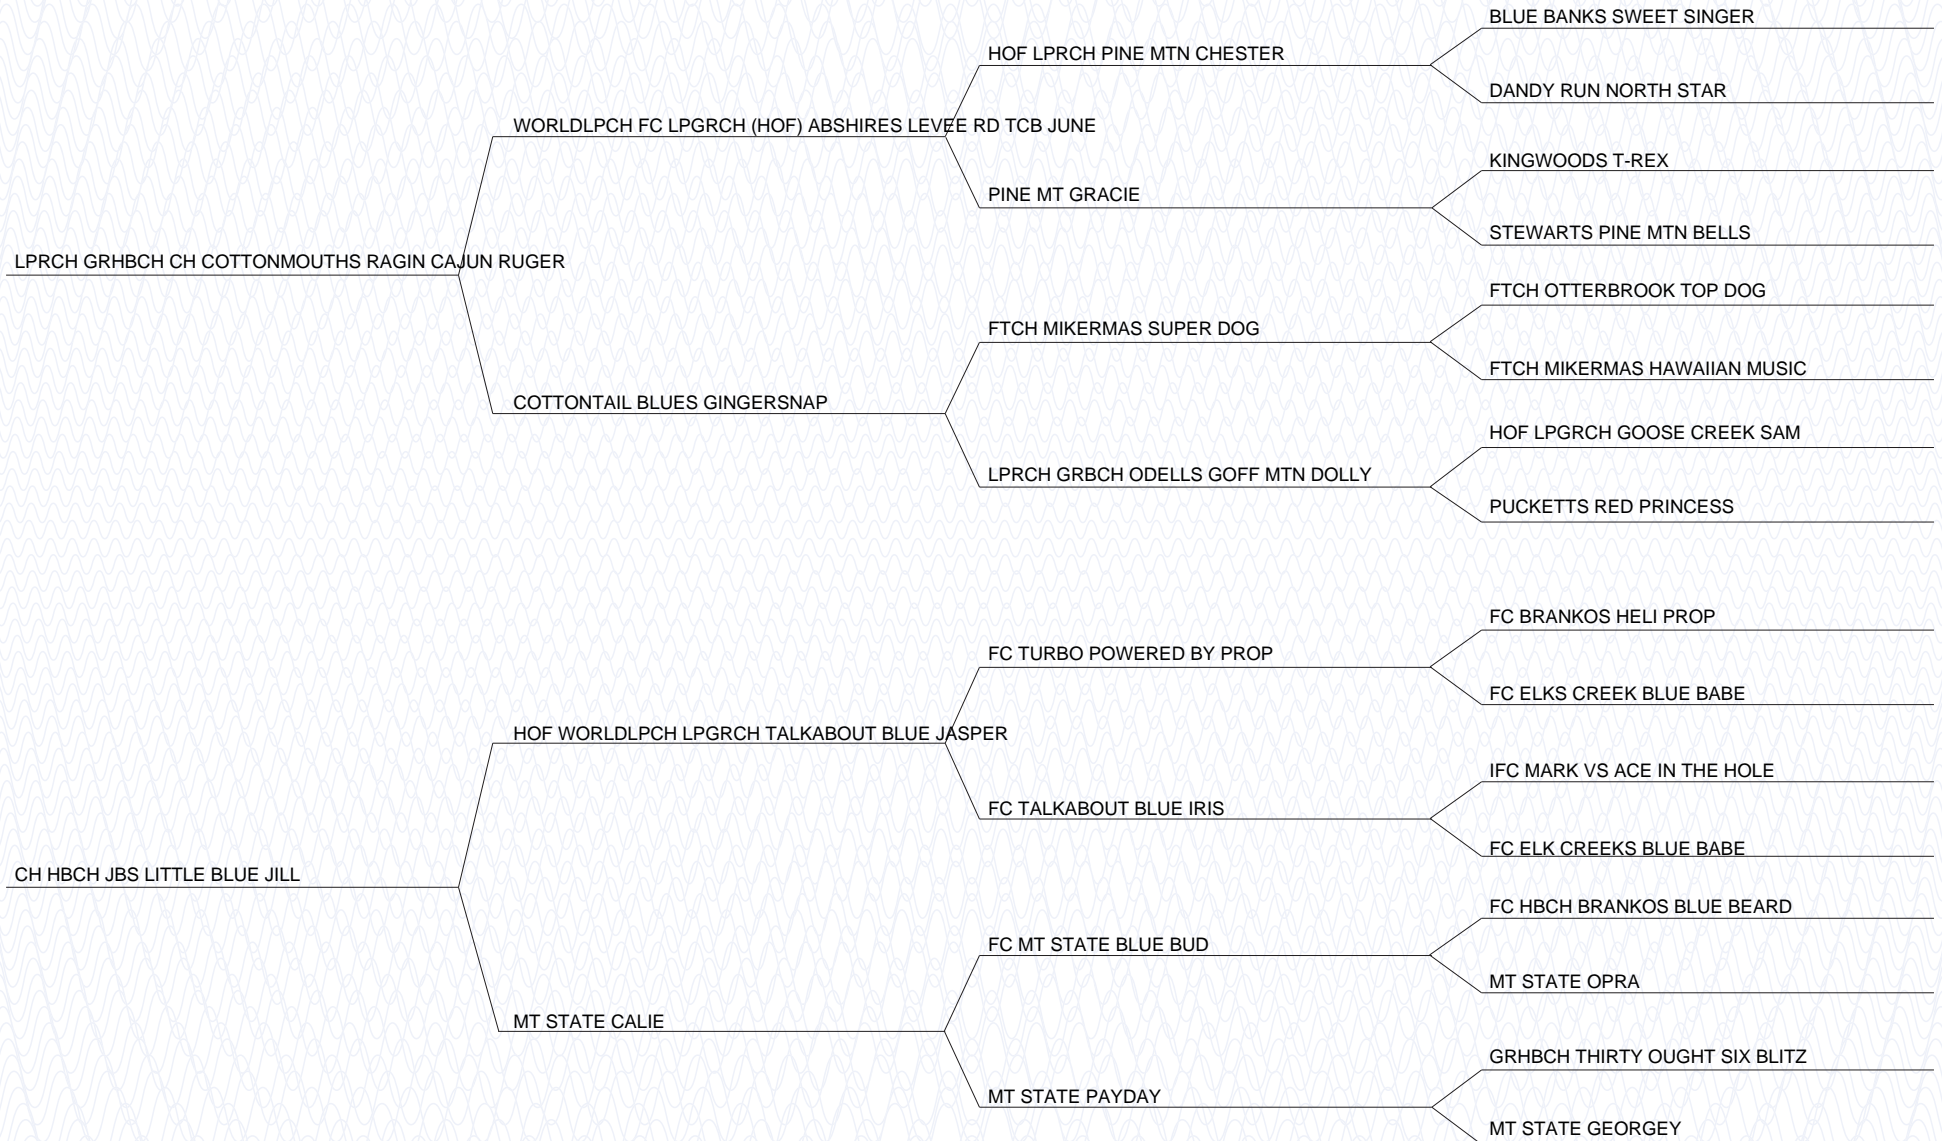 BLUE BANKS SWEET SINGER
HOF LPRCH PINE MTN CHESTER
DANDY RUN NORTH STAR
WORLDLPCH FC LPGRCH (HOF) ABSHIRES LEVEE RD TCB JUNE
KINGWOODS T-REX
PINE MT GRACIE
STEWARTS PINE MTN BELLS
LPRCH GRHBCH CH COTTONMOUTHS RAGIN CAJUN RUGER
FTCH OTTERBROOK TOP DOG
FTCH MIKERMAS SUPER DOG
FTCH MIKERMAS HAWAIIAN MUSIC
COTTONTAIL BLUES GINGERSNAP
HOF LPGRCH GOOSE CREEK SAM
LPRCH GRBCH ODELLS GOFF MTN DOLLY
PUCKETTS RED PRINCESS
FC BRANKOS HELI PROP
FC TURBO POWERED BY PROP
FC ELKS CREEK BLUE BABE
HOF WORLDLPCH LPGRCH TALKABOUT BLUE JASPER
IFC MARK VS ACE IN THE HOLE
FC TALKABOUT BLUE IRIS
FC ELK CREEKS BLUE BABE
CH HBCH JBS LITTLE BLUE JILL
FC HBCH BRANKOS BLUE BEARD
FC MT STATE BLUE BUD
MT STATE OPRA
MT STATE CALIE
GRHBCH THIRTY OUGHT SIX BLITZ
MT STATE PAYDAY
MT STATE GEORGEY